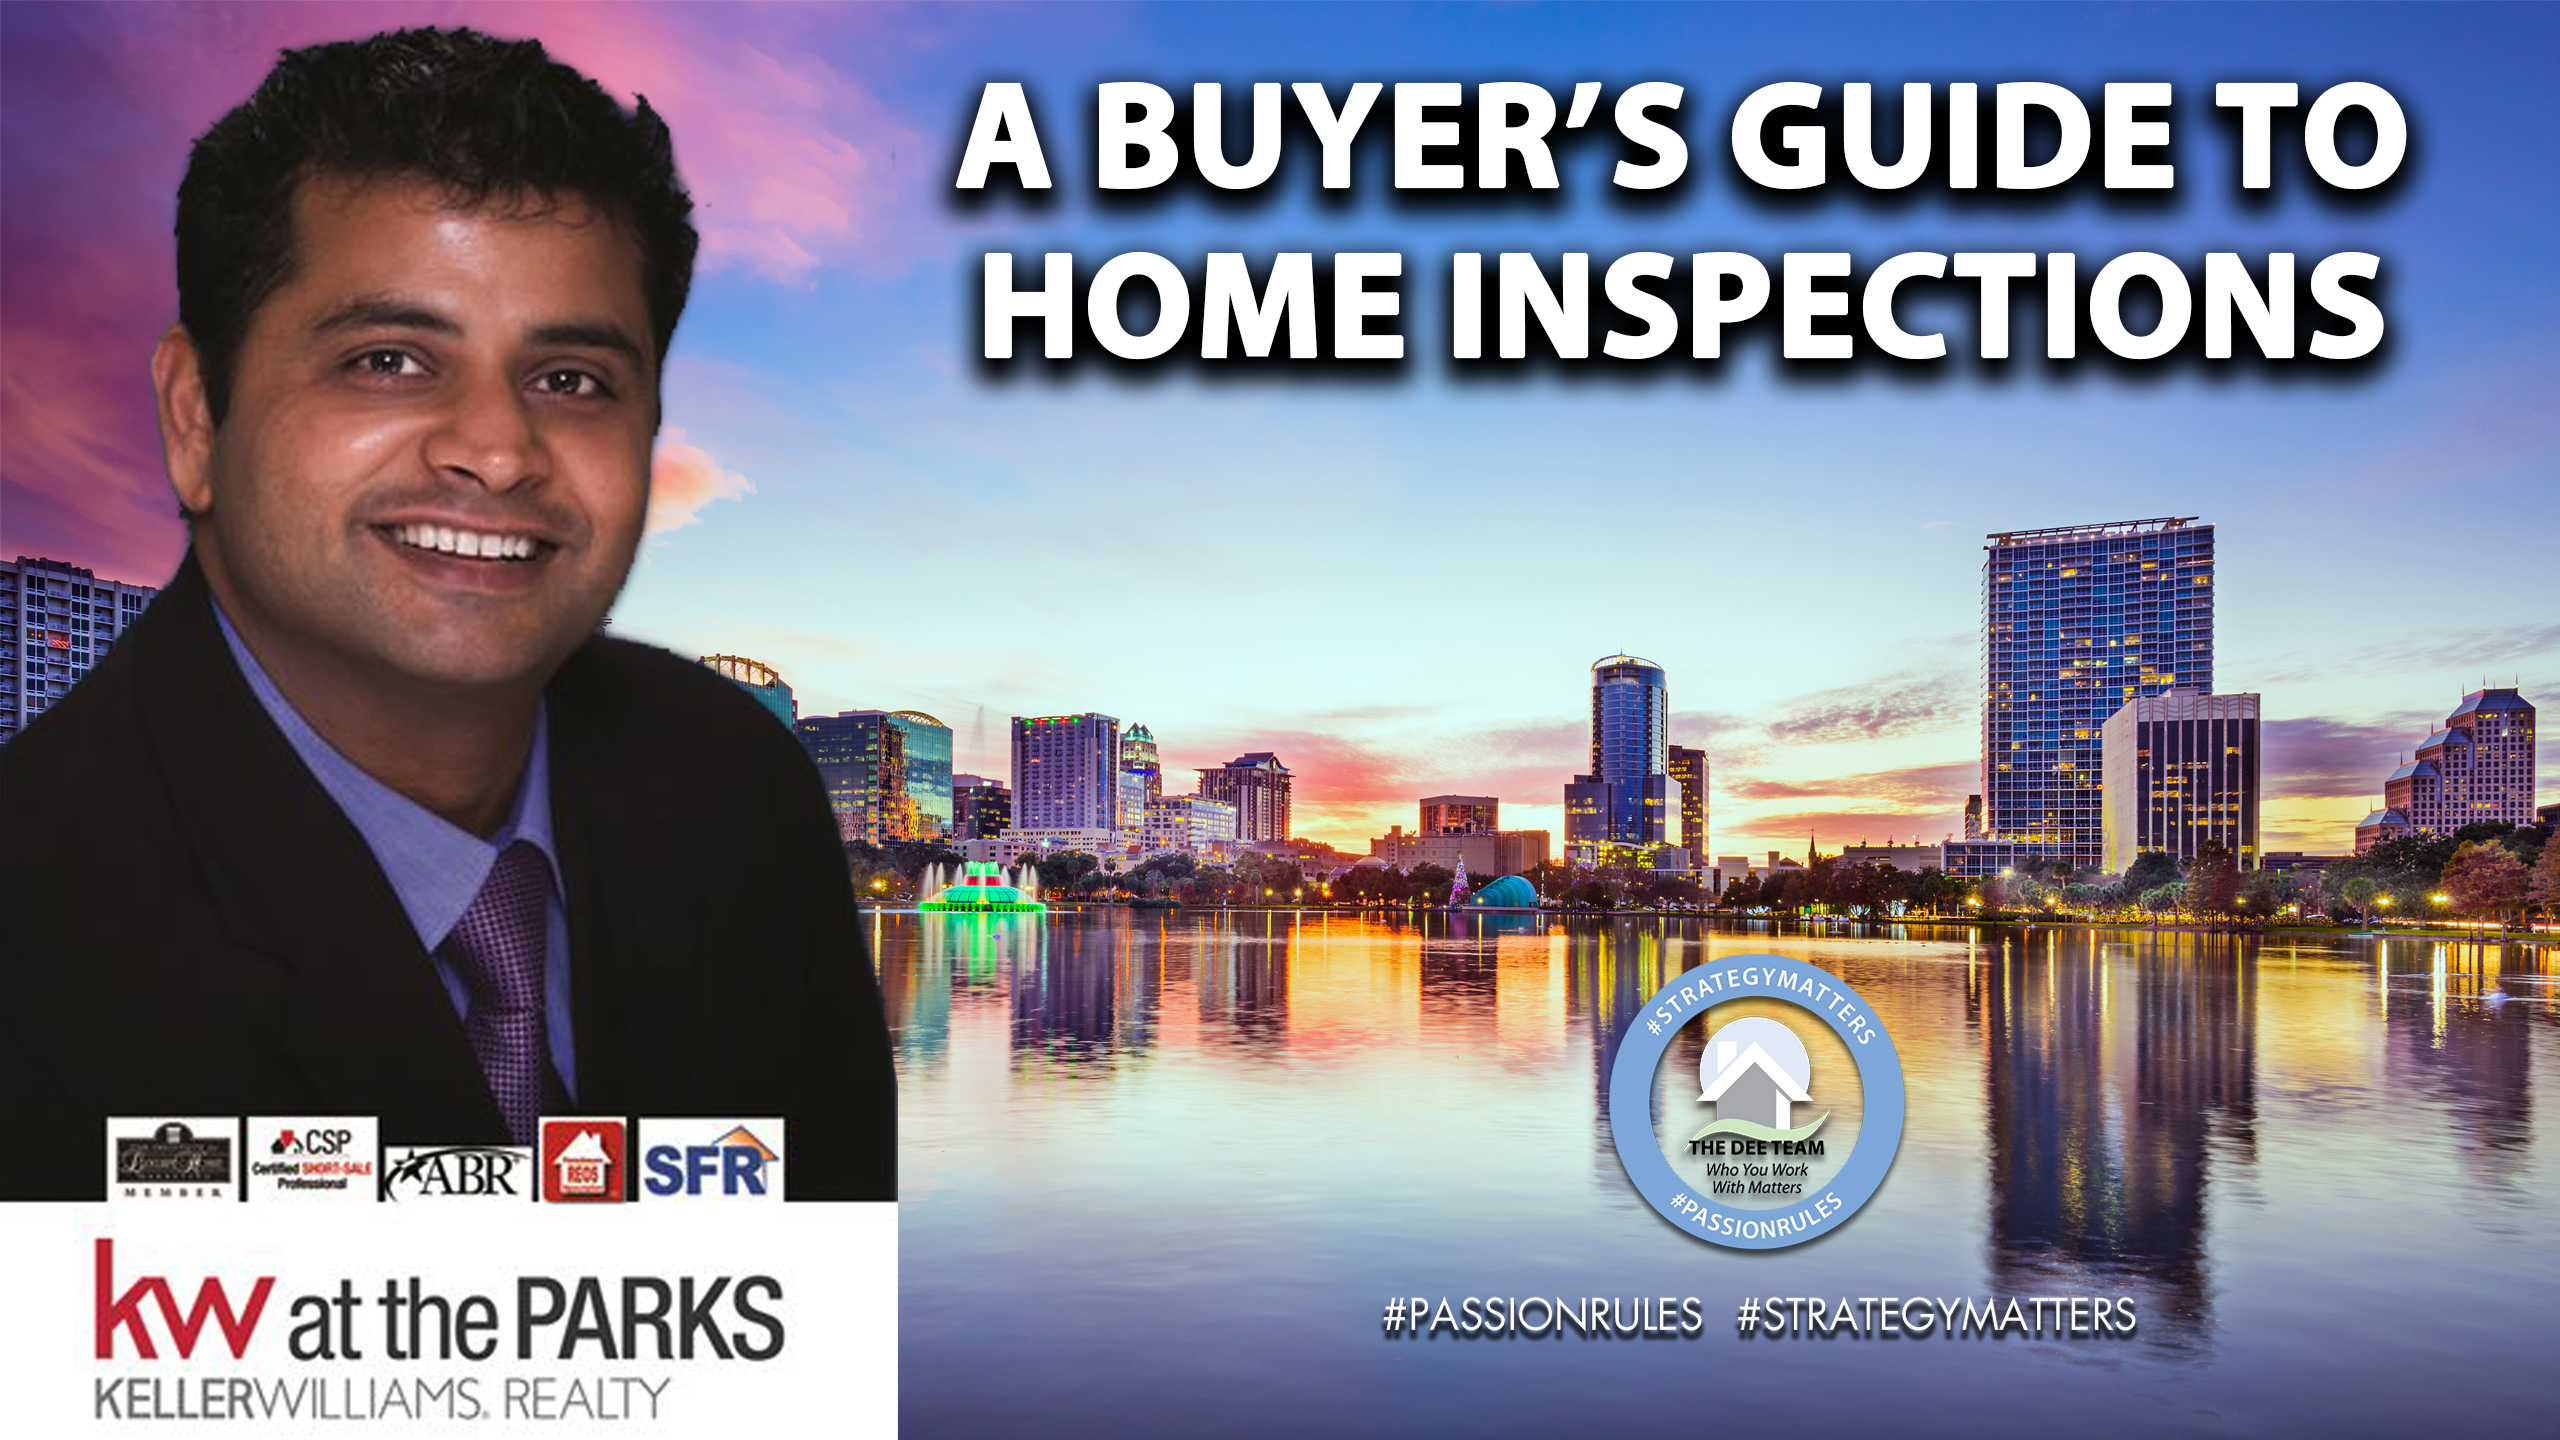 A BUYER’S GUIDE TO
HOME INSPECTIONS
#STRATEGYMATTERS
THE DEE TEAM
Who You Work
With Matters
#PASSIONRULES
#PASSIONRULES #STRATEGYMATTERS
MEMBER
CSP
Certified SHORT-SALE
Professional
ABR®
REOS
SFR
kw at the PARKS
KELLERWILLIAMS. REALTY